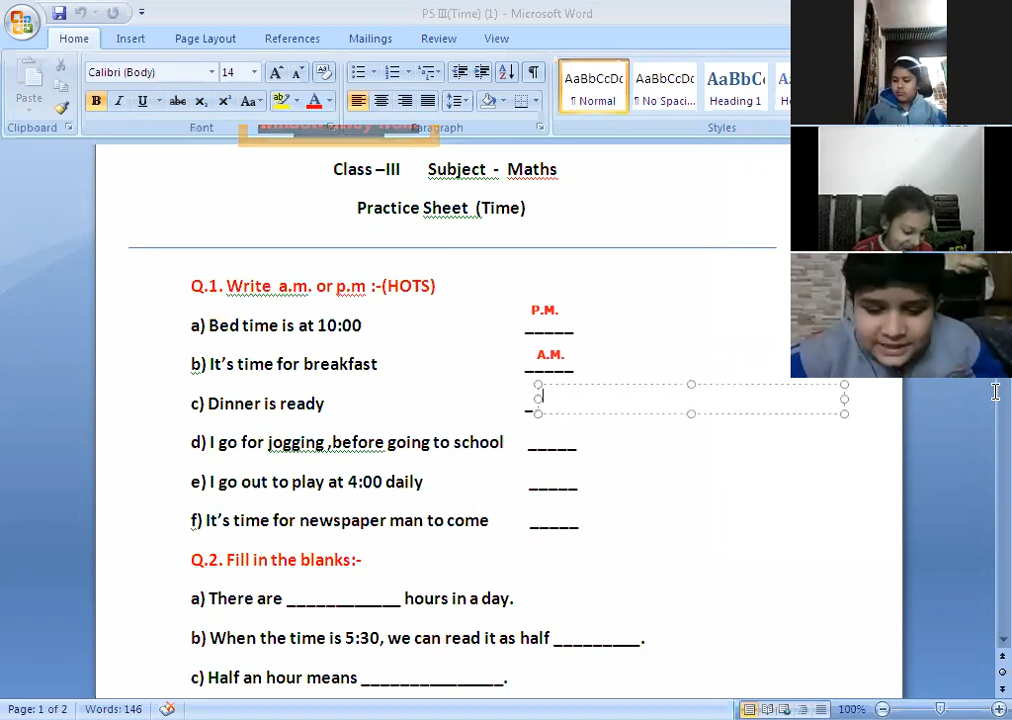 PS III(Time) (1) - Microsoft Word
Home Insert Page Layout References Mailings Review View
Calibri (Body) 14
Paste
B I U abc X₂ X² Aa
AaBbCcDc AaBbCcDc AaBbCc
¶ Normal ¶ No Spaci... Heading 1
Clipboard Font Paragraph Styles
Class –III Subject - Maths
Practice Sheet (Time)
Q.1. Write a.m. or p.m :-(HOTS)
P.M.
a) Bed time is at 10:00 _____
A.M.
b) It’s time for breakfast _____
c) Dinner is ready _
d) I go for jogging ,before going to school _____
e) I go out to play at 4:00 daily _____
f) It’s time for newspaper man to come _____
Q.2. Fill in the blanks:-
a) There are ____________ hours in a day.
b) When the time is 5:30, we can read it as half _________.
c) Half an hour means _______________.
Page: 1 of 2 Words: 146 100%